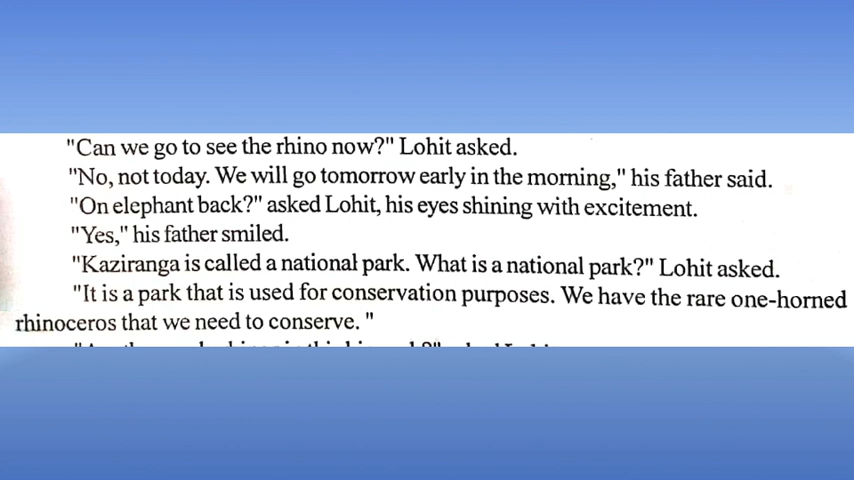 "Can we go to see the rhino now?" Lohit asked.
"No, not today. We will go tomorrow early in the morning," his father said.
"On elephant back?" asked Lohit, his eyes shining with excitement.
"Yes," his father smiled.
"Kaziranga is called a national park. What is a national park?" Lohit asked.
"It is a park that is used for conservation purposes. We have the rare one-horned
rhinoceros that we need to conserve. "